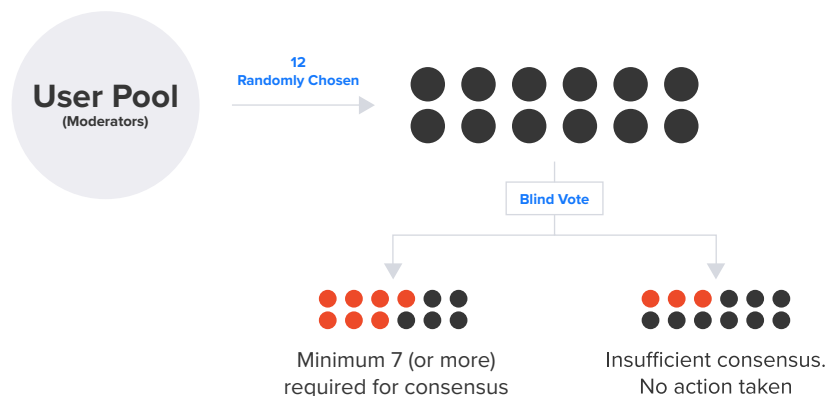 User Pool
(Moderators)
12
Randomly Chosen
Blind Vote
Minimum 7 (or more)
required for consensus
Insufficient consensus.
No action taken